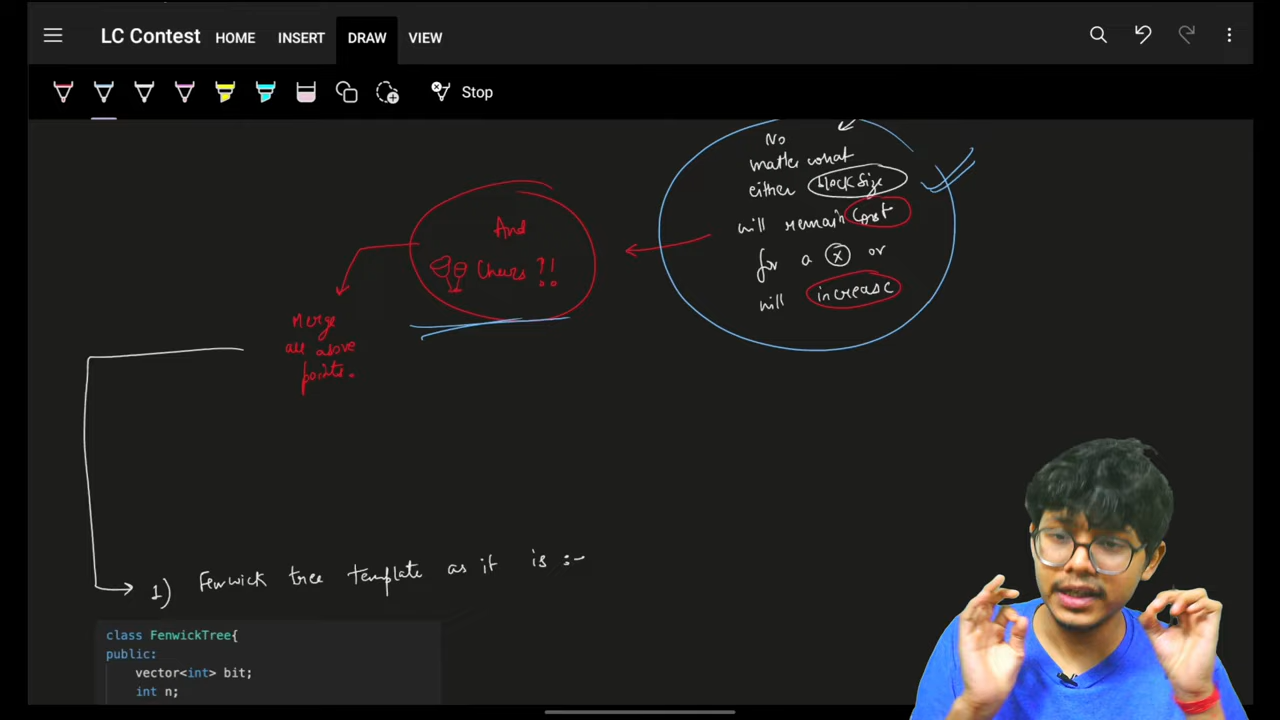 LC Contest HOME INSERT DRAW VIEW
Stop
No
matter what
either block size
will remain const
for a x or
will increase
And
Cheers ?!!
Merge
all above
points.
1) Fenwick tree template as it is :-
class FenwickTree{
public:
vector<int> bit;
int n;